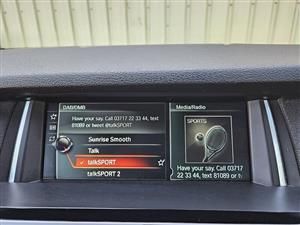 DAB/DMB
Have your say. Call 03717
22 33 44, text
81089 or tweet @talkSPORT
Sunrise Smooth
Talk
talkSPORT
talkSPORT 2
Media/Radio
SPORTS
Have your say. Call 03717
22 33 44, text 81089 or t